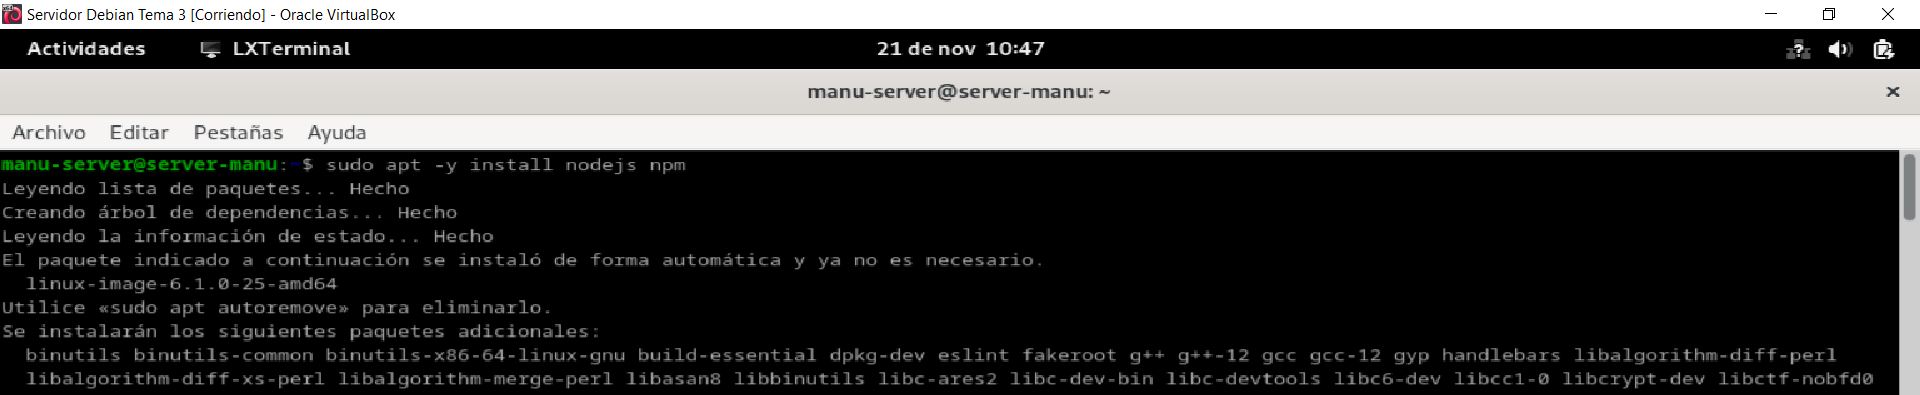 Servidor Debian Tema 3 [Corriendo] - Oracle VirtualBox
Actividades LXTerminal 21 de nov 10:47
manu-server@server-manu: ~
Archivo Editar Pestañas Ayuda
manu-server@server-manu:~$ sudo apt -y install nodejs npm
Leyendo lista de paquetes... Hecho
Creando árbol de dependencias... Hecho
Leyendo la información de estado... Hecho
El paquete indicado a continuación se instaló de forma automática y ya no es necesario.
linux-image-6.1.0-25-amd64
Utilice «sudo apt autoremove» para eliminarlo.
Se instalarán los siguientes paquetes adicionales:
binutils binutils-common binutils-x86-64-linux-gnu build-essential dpkg-dev eslint fakeroot g++ g++-12 gcc gcc-12 gyp handlebars libalgorithm-diff-perl
libalgorithm-diff-xs-perl libalgorithm-merge-perl libasan8 libbinutils libc-ares2 libc-dev-bin libc-devtools libc6-dev libcc1-0 libcrypt-dev libctf-nobfd0